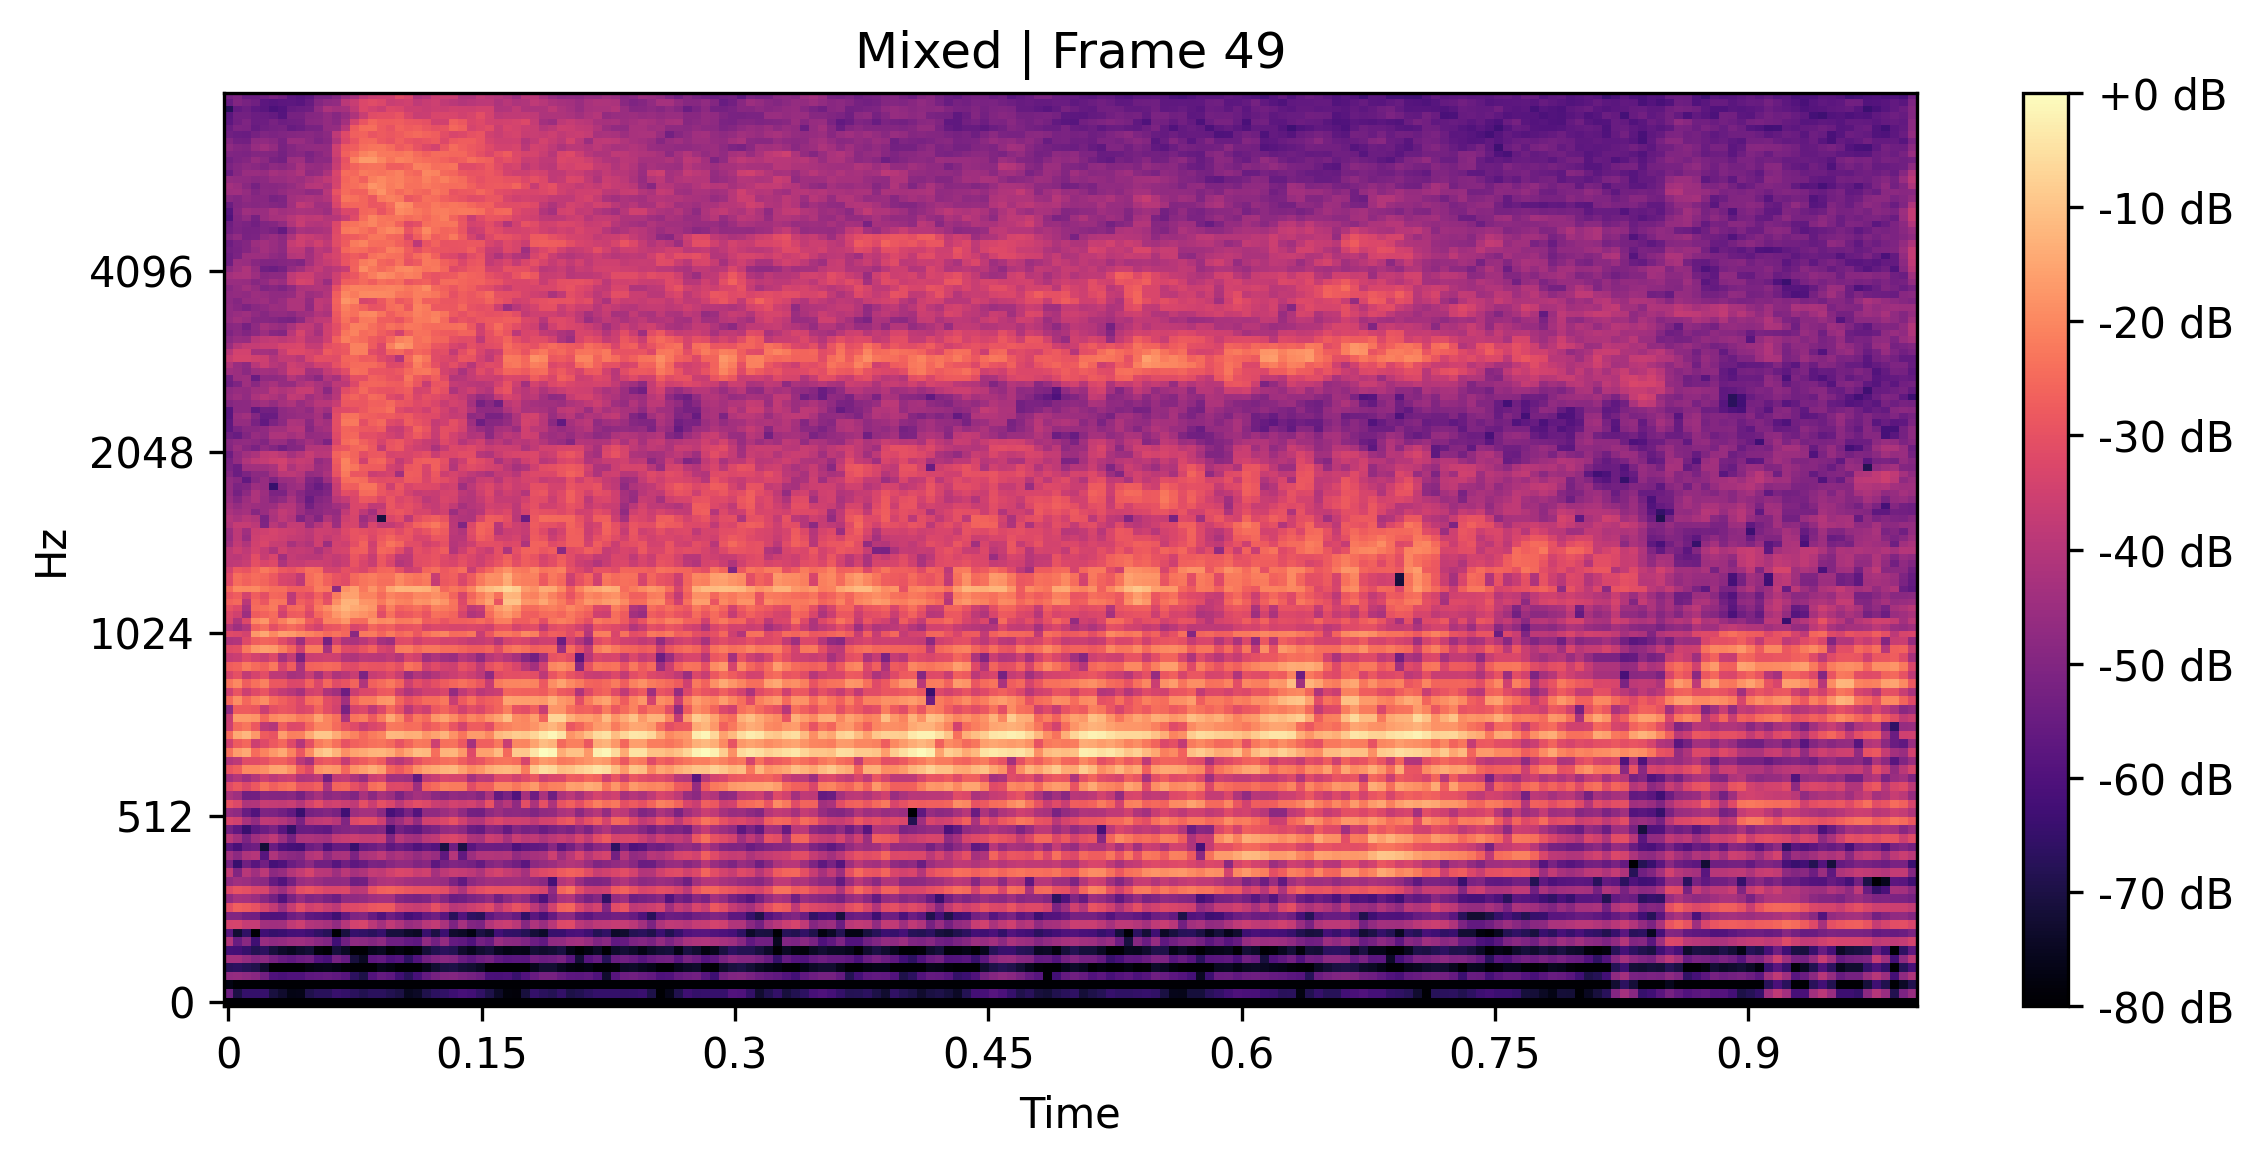 Mixed | Frame 49
Hz
4096
2048
1024
512
0
0 0.15 0.3 0.45 0.6 0.75 0.9
Time
+0 dB
-10 dB
-20 dB
-30 dB
-40 dB
-50 dB
-60 dB
-70 dB
-80 dB